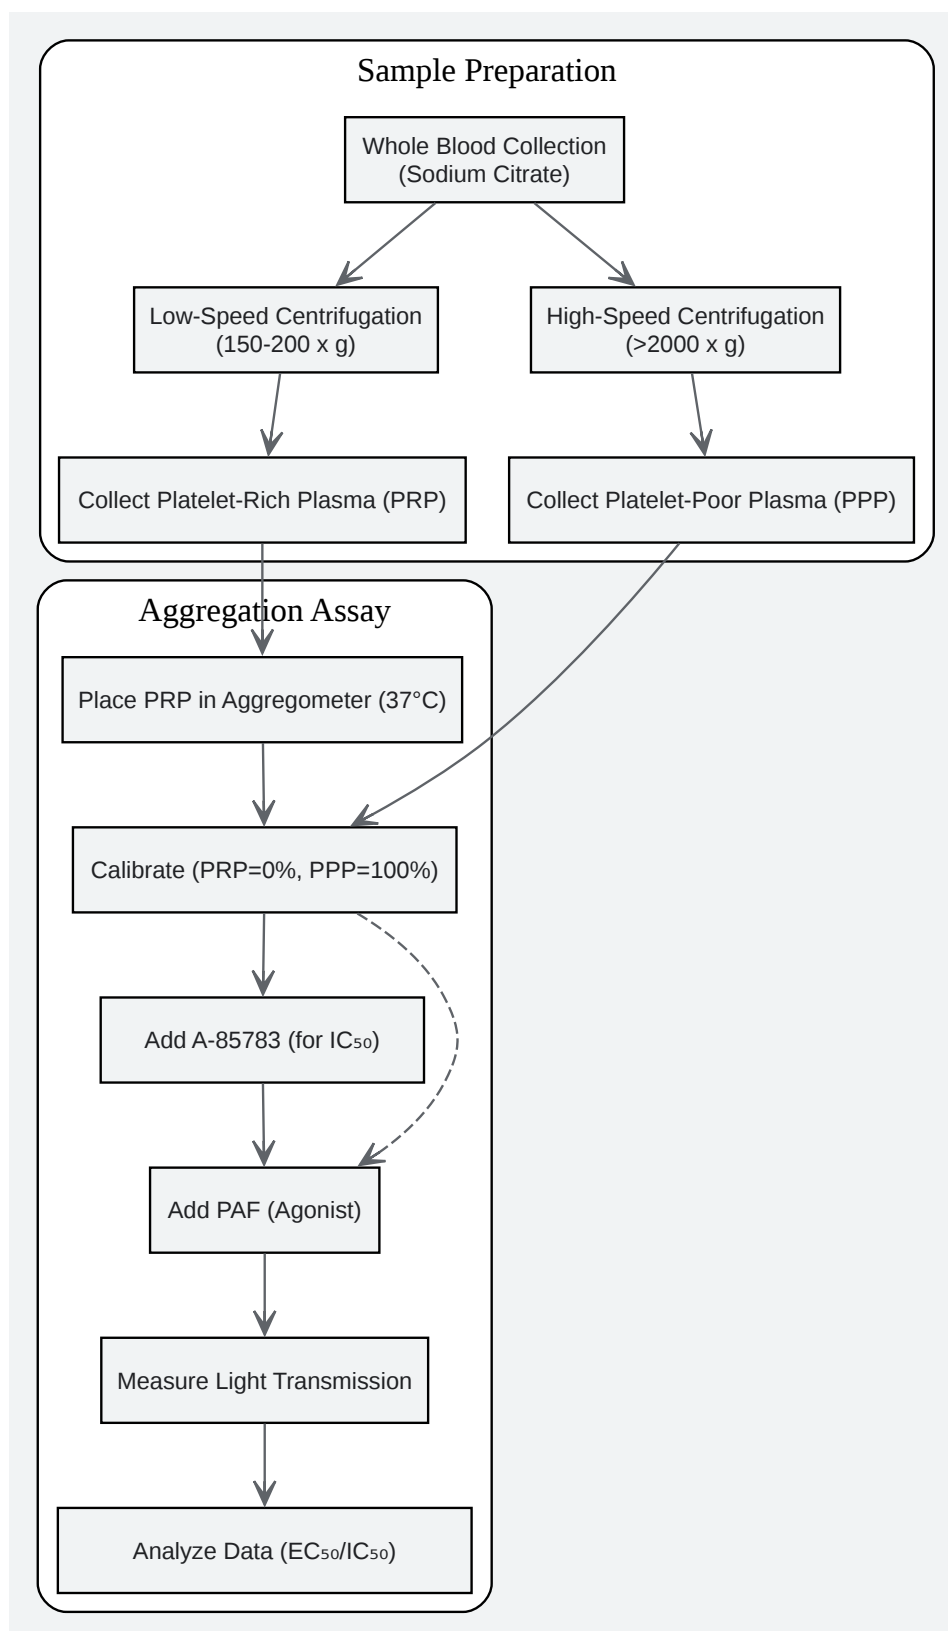 Sample Preparation
Whole Blood Collection
(Sodium Citrate)
Low-Speed Centrifugation
(150-200 x g)
High-Speed Centrifugation
(>2000 x g)
Collect Platelet-Rich Plasma (PRP)
Collect Platelet-Poor Plasma (PPP)
Aggregation Assay
Place PRP in Aggregometer (37°C)
Calibrate (PRP=0%, PPP=100%)
Add A-85783 (for IC₅₀)
Add PAF (Agonist)
Measure Light Transmission
Analyze Data (EC₅₀/IC₅₀)